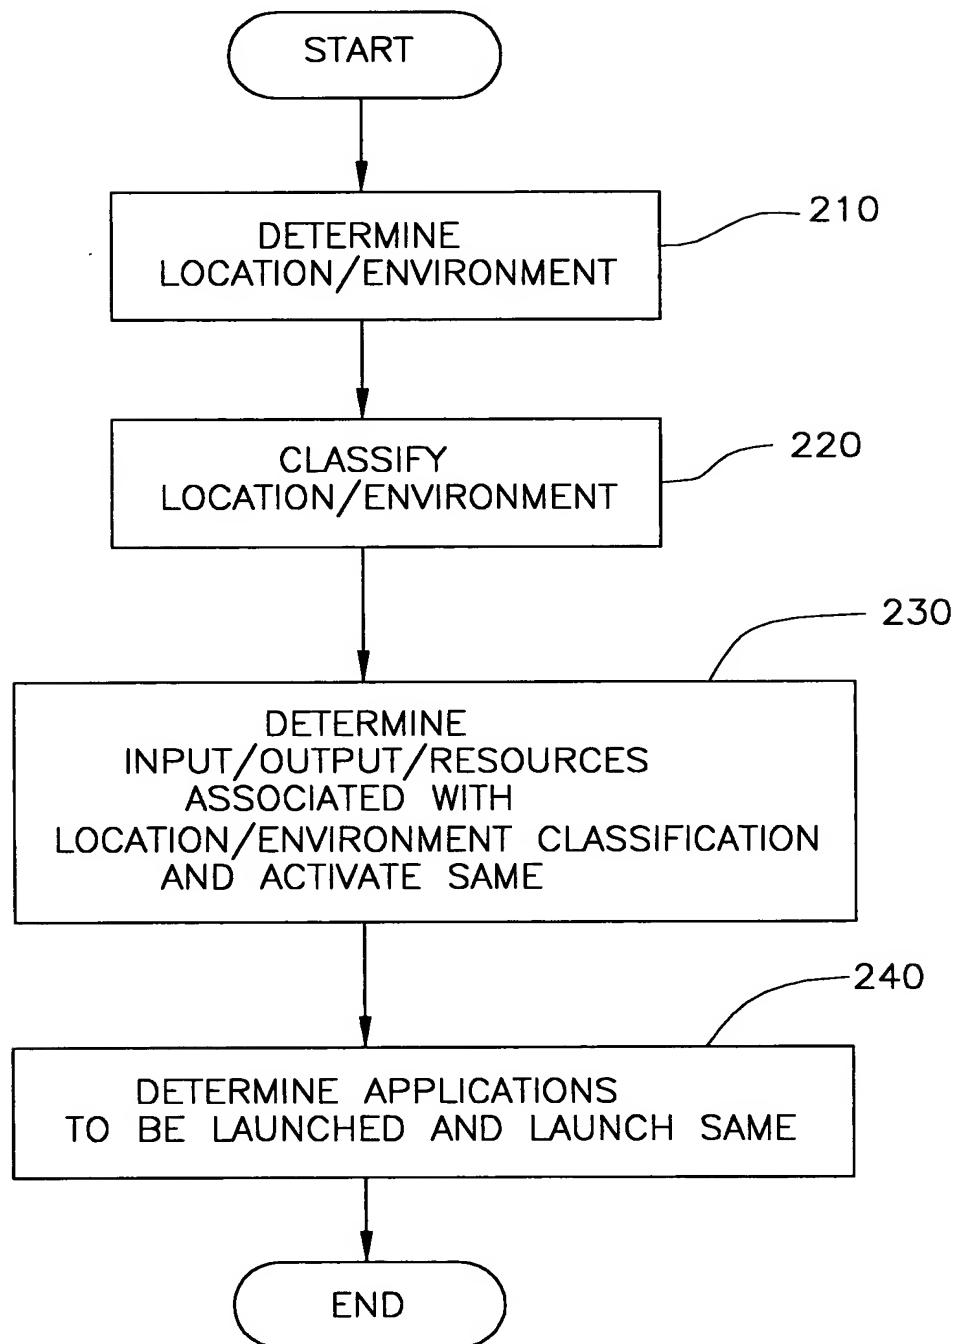 START
DETERMINE
LOCATION/ENVIRONMENT
210
CLASSIFY
LOCATION/ENVIRONMENT
220
230
DETERMINE
INPUT/OUTPUT/RESOURCES
ASSOCIATED WITH
LOCATION/ENVIRONMENT CLASSIFICATION
AND ACTIVATE SAME
240
DETERMINE APPLICATIONS
TO BE LAUNCHED AND LAUNCH SAME
END